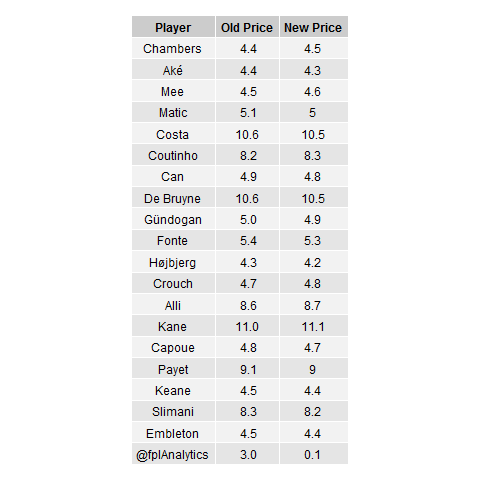 Player Old Price New Price
Chambers 4.4 4.5
Aké 4.4 4.3
Mee 4.5 4.6
Matic 5.1 5
Costa 10.6 10.5
Coutinho 8.2 8.3
Can 4.9 4.8
De Bruyne 10.6 10.5
Gündogan 5.0 4.9
Fonte 5.4 5.3
Højbjerg 4.3 4.2
Crouch 4.7 4.8
Alli 8.6 8.7
Kane 11.0 11.1
Capoue 4.8 4.7
Payet 9.1 9
Keane 4.5 4.4
Slimani 8.3 8.2
Embleton 4.5 4.4
@fplAnalytics 3.0 0.1